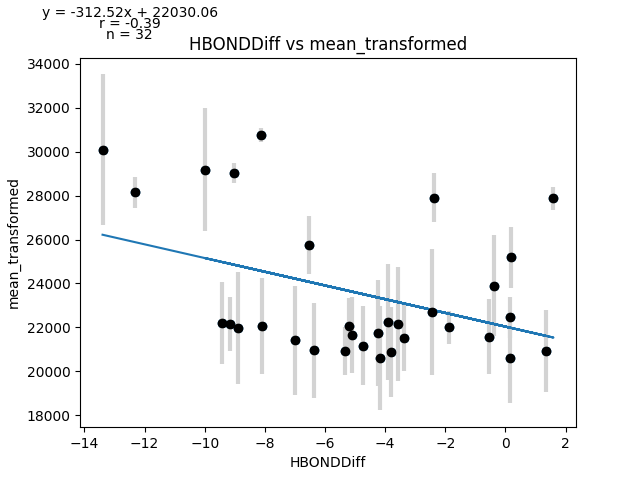 y = -312.52x + 22030.06
r = -0.39
n = 32
HBONDDiff vs mean_transformed
34000
32000
30000
28000
26000
24000
22000
20000
18000
mean_transformed
−14 −12 −10 −8 −6 −4 −2 0 2
HBONDDiff